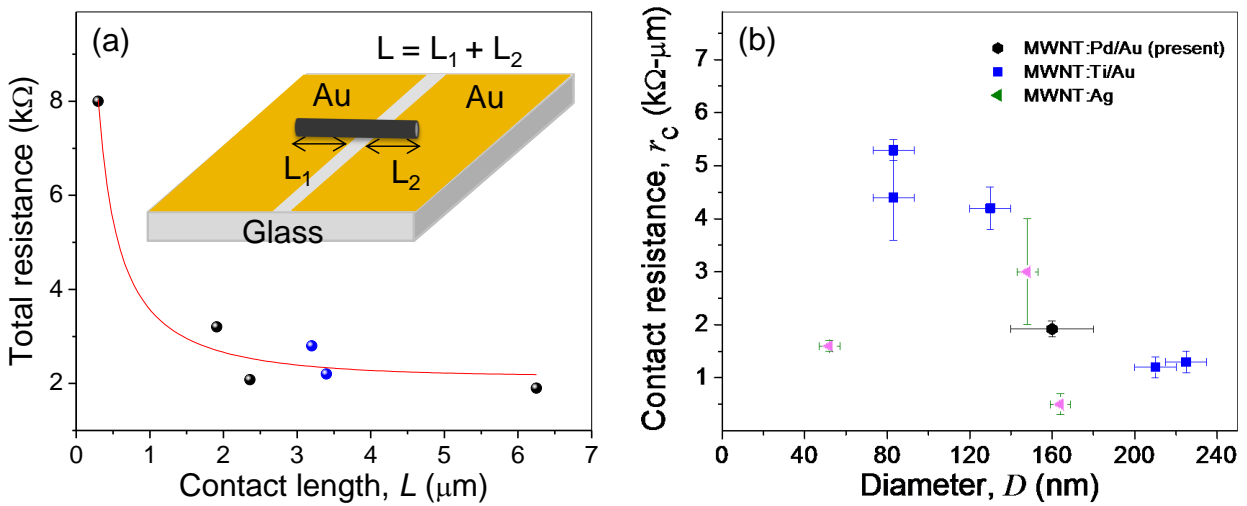 (a)
L = L₁ + L₂
Au
Au
L₁
L₂
Glass
Total resistance (kΩ)
8
6
4
2
0
1
2
3
4
5
6
7
Contact length, L (μm)
(b)
MWNT:Pd/Au (present)
MWNT:Ti/Au
MWNT:Ag
Contact resistance, r_c (kΩ-μm)
7
6
5
4
3
2
1
0
40
80
120
160
200
240
Diameter, D (nm)